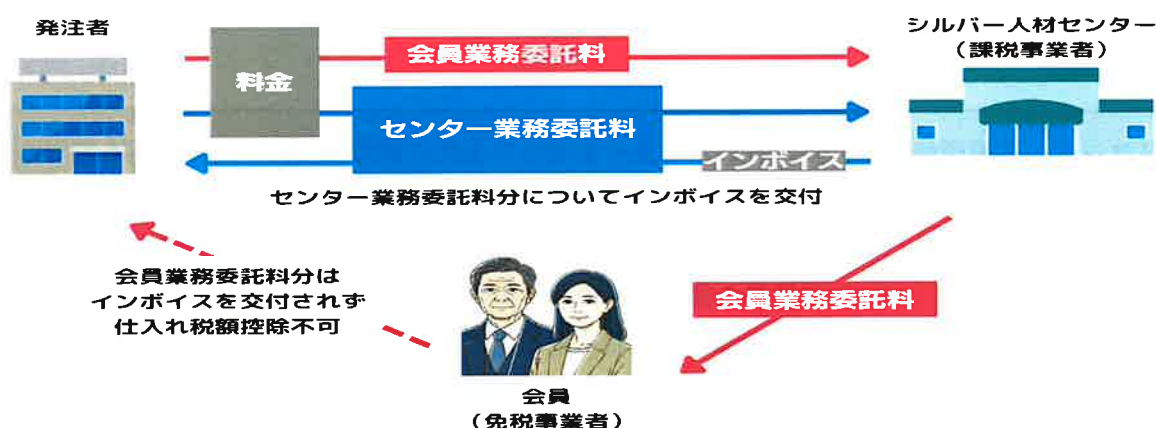 発注者
シルバー人材センター
（課税事業者）
料金
会員業務委託料
センター業務委託料
インボイス
センター業務委託料分についてインボイスを交付
会員業務委託料分は
インボイスを交付されず
仕入れ税額控除不可
会員業務委託料
会員
（免税事業者）